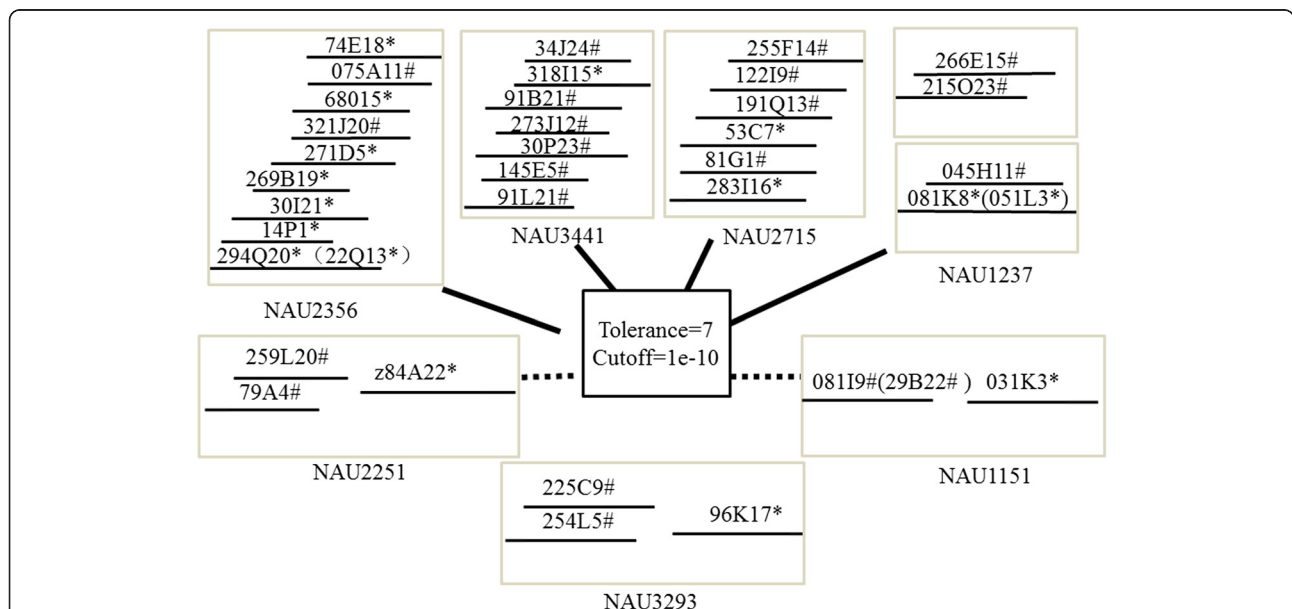 74E18*
075A11#
68015*
321J20#
271D5*
269B19*
30I21*
14P1*
294Q20*（22Q13*）
NAU2356
34J24#
318I15*
91B21#
273J12#
30P23#
145E5#
91L21#
NAU3441
255F14#
122I9#
191Q13#
53C7*
81G1#
283I16*
NAU2715
266E15#
215O23#
045H11#
081K8*(051L3*)
NAU1237
Tolerance=7
Cutoff=1e-10
259L20#
79A4#
z84A22*
NAU2251
081I9#(29B22# )
031K3*
NAU1151
225C9#
254L5#
96K17*
NAU3293